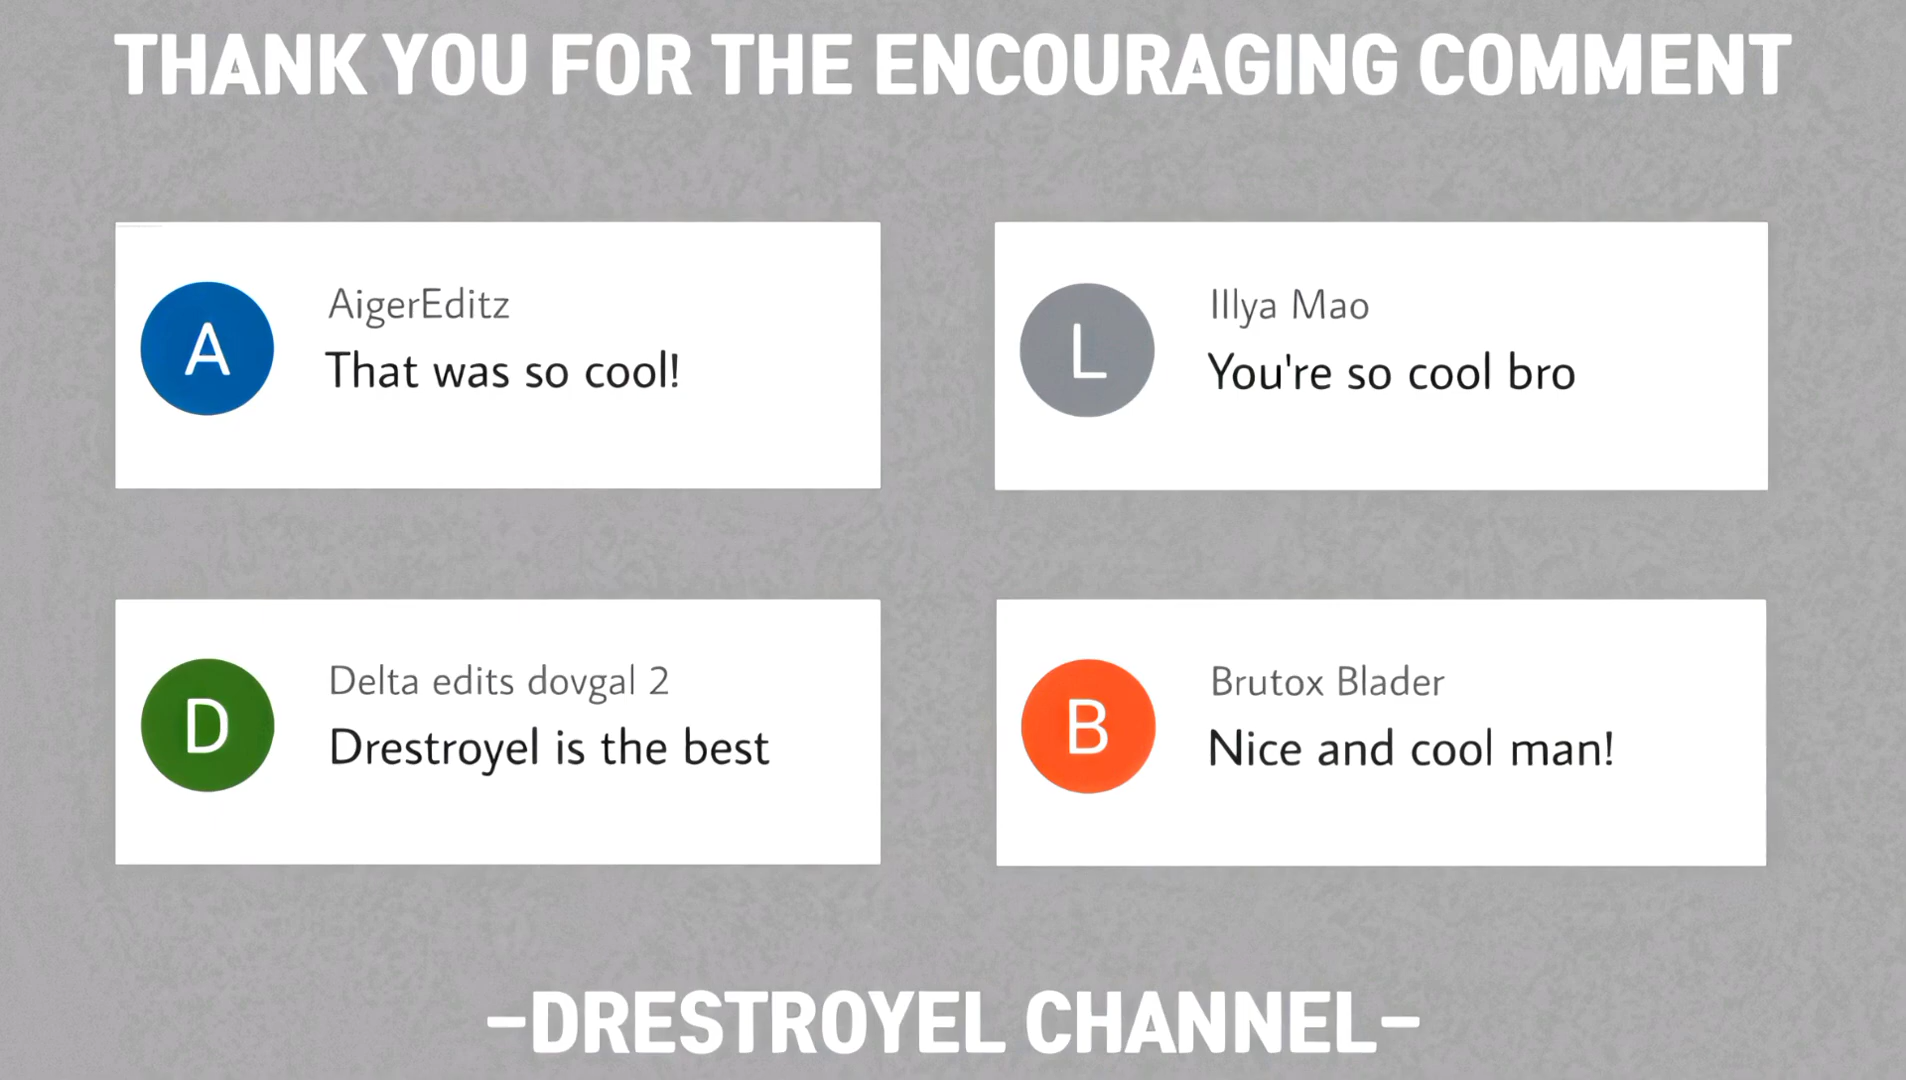 THANK YOU FOR THE ENCOURAGING COMMENT
A
AigerEditz
That was so cool!
L
Illya Mao
You're so cool bro
D
Delta edits dovgal 2
Drestroyel is the best
B
Brutox Blader
Nice and cool man!
-DRESTROYEL CHANNEL-